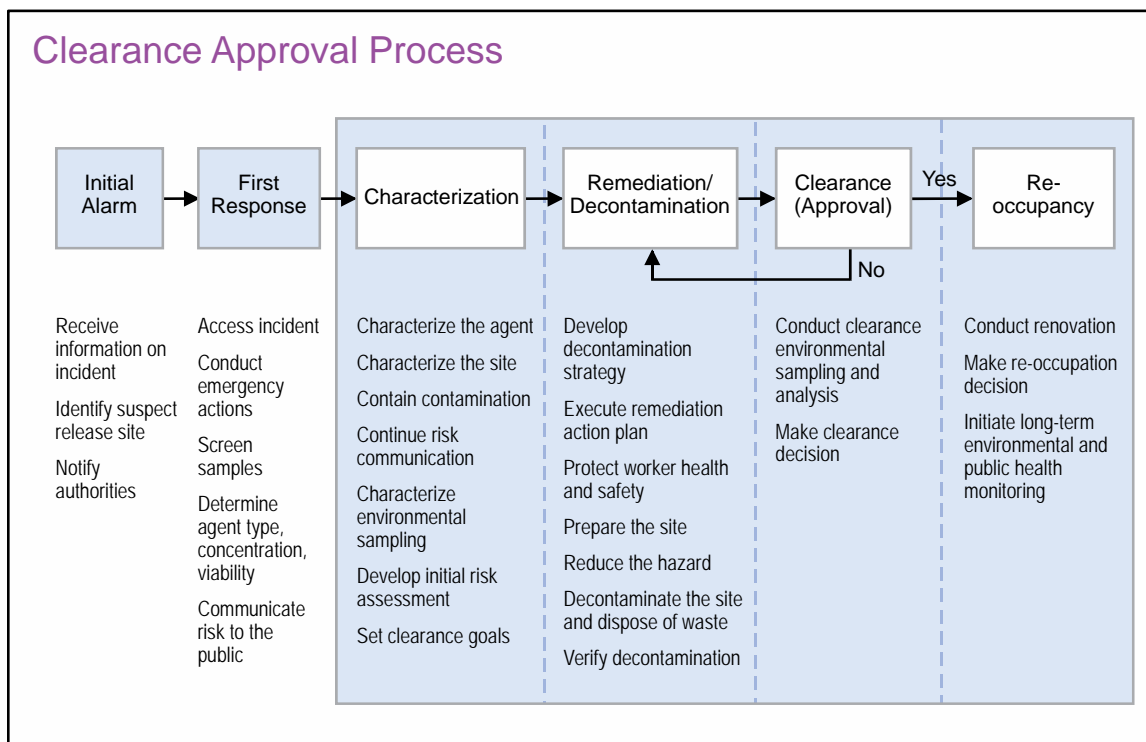 Clearance Approval Process
Initial
Alarm
First
Response
Characterization
Remediation/
Decontamination
Clearance
(Approval)
Yes
Re-
occupancy
No
Receive
information on
incident
Identify suspect
release site
Notify
authorities
Access incident
Conduct
emergency
actions
Screen
samples
Determine
agent type,
concentration,
viability
Communicate
risk to the
public
Characterize the agent
Characterize the site
Contain contamination
Continue risk
communication
Characterize
environmental
sampling
Develop initial risk
assessment
Set clearance goals
Develop
decontamination
strategy
Execute remediation
action plan
Protect worker health
and safety
Prepare the site
Reduce the hazard
Decontaminate the site
and dispose of waste
Verify decontamination
Conduct clearance
environmental
sampling and
analysis
Make clearance
decision
Conduct renovation
Make re-occupation
decision
Initiate long-term
environmental and
public health
monitoring